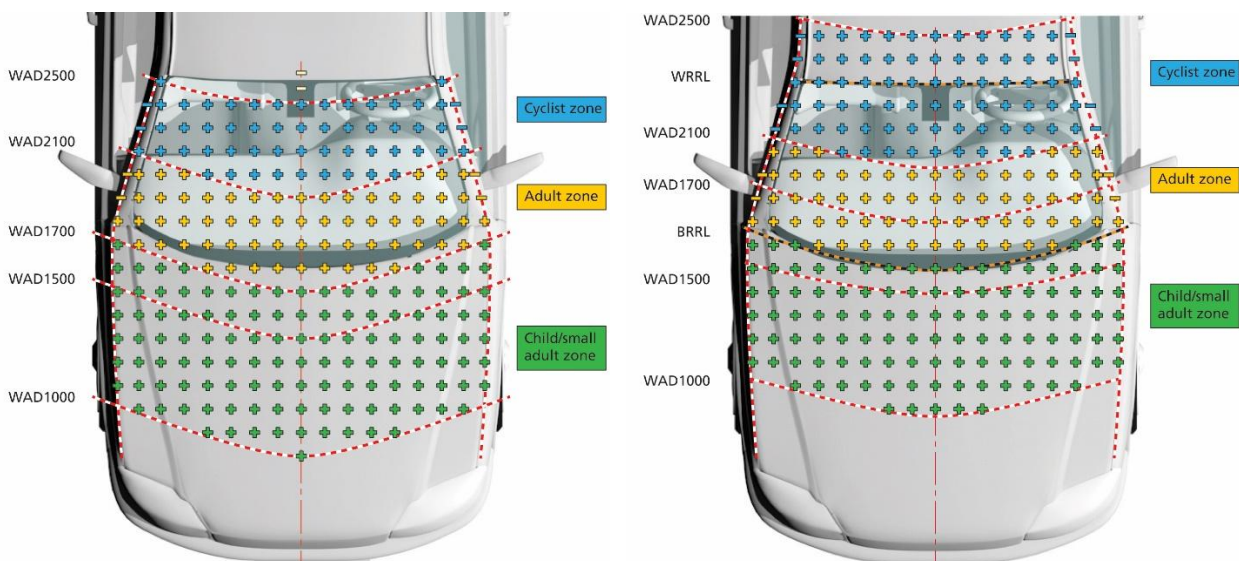 WAD2500
Cyclist zone
WAD2100
Adult zone
WAD1700
WAD1500
Child/small
adult zone
WAD1000
WAD2500
WRRL
Cyclist zone
WAD2100
WAD1700
Adult zone
BRRL
WAD1500
Child/small
adult zone
WAD1000